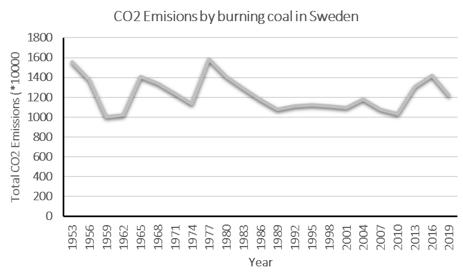 CO2 Emisions by burning coal in Sweden
Total CO2 Emissions (*10000
1800
1600
1400
1200
1000
800
600
400
200
0
1953 1956 1959 1962 1965 1968 1971 1974 1977 1980 1983 1986 1989 1992 1995 1998 2001 2004 2007 2010 2013 2016 2019
Year